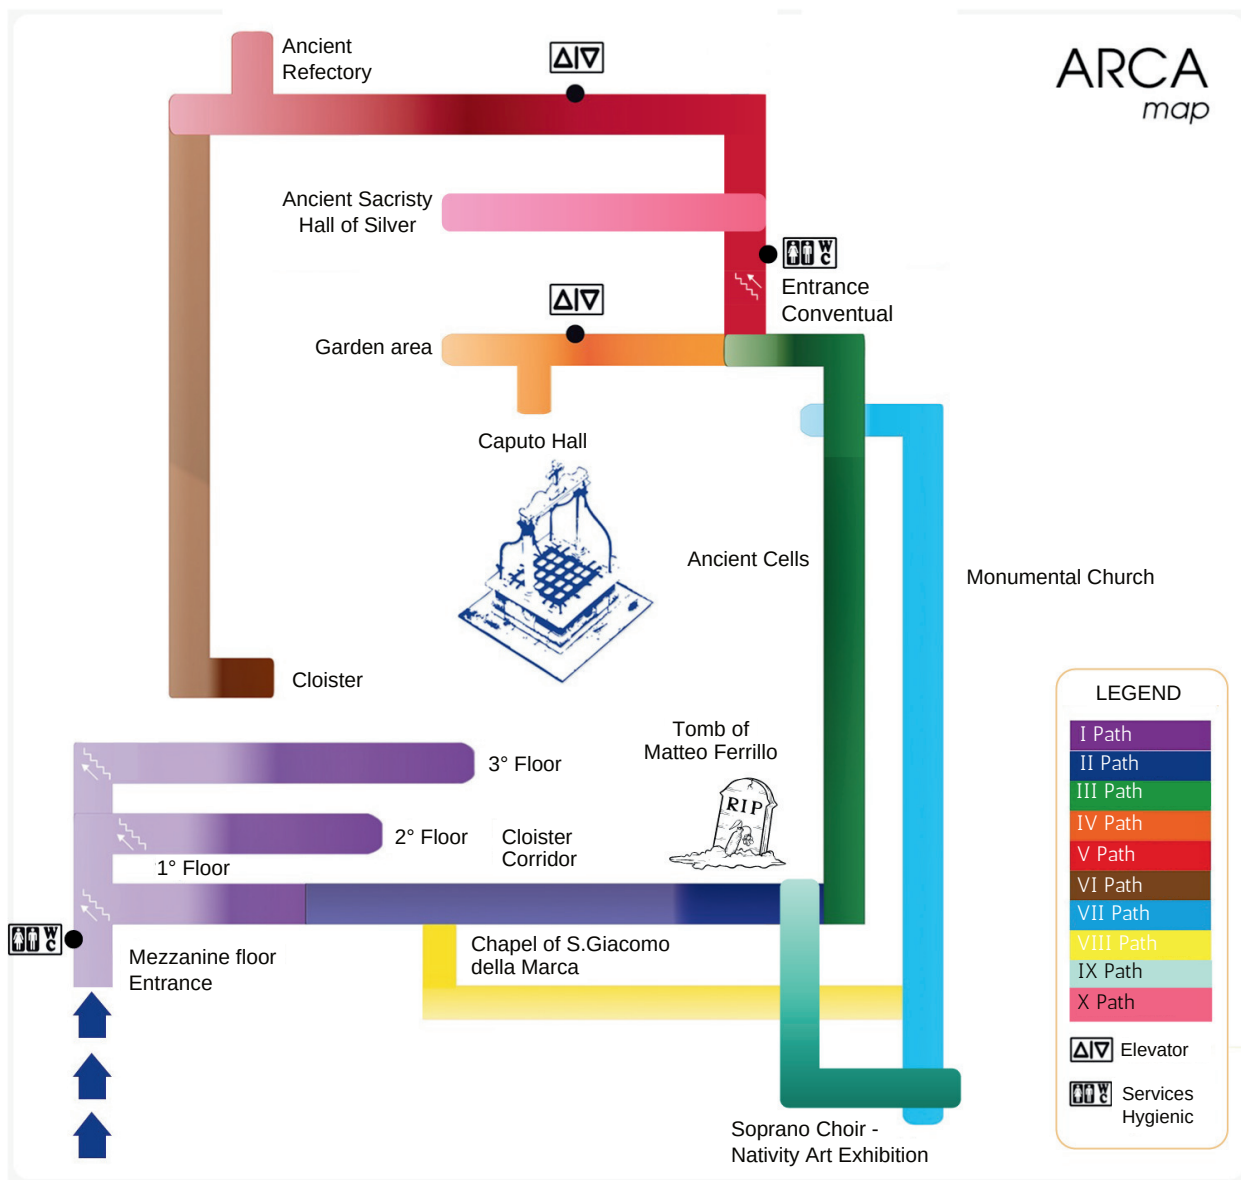 Ancient
Refectory
ARCA
map
Ancient Sacristy
Hall of Silver
WC
Entrance
Conventual
Garden area
Caputo Hall
Ancient Cells
Monumental Church
Cloister
Tomb of
Matteo Ferrillo
RIP
3° Floor
2° Floor
Cloister
Corridor
1° Floor
WC
Mezzanine floor
Entrance
Chapel of S.Giacomo
della Marca
Soprano Choir -
Nativity Art Exhibition
LEGEND
I Path
II Path
III Path
IV Path
V Path
VI Path
VII Path
VIII Path
IX Path
X Path
Elevator
WC
Services
Hygienic